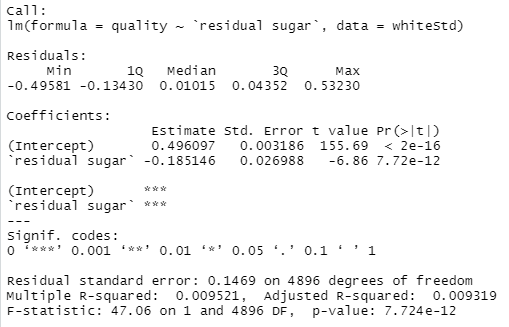 Call:
lm(formula = quality ~ `residual sugar`, data = whiteStd)
Residuals:
Min 1Q Median 3Q Max
-0.49581 -0.13430 0.01015 0.04352 0.53230
Coefficients:
Estimate Std. Error t value Pr(>|t|)
(Intercept) 0.496097 0.003186 155.69 < 2e-16
`residual sugar` -0.185146 0.026988 -6.86 7.72e-12
(Intercept) ***
`residual sugar` ***
---
Signif. codes:
0 ‘***’ 0.001 ‘**’ 0.01 ‘*’ 0.05 ‘.’ 0.1 ‘ ’ 1
Residual standard error: 0.1469 on 4896 degrees of freedom
Multiple R-squared: 0.009521, Adjusted R-squared: 0.009319
F-statistic: 47.06 on 1 and 4896 DF, p-value: 7.724e-12